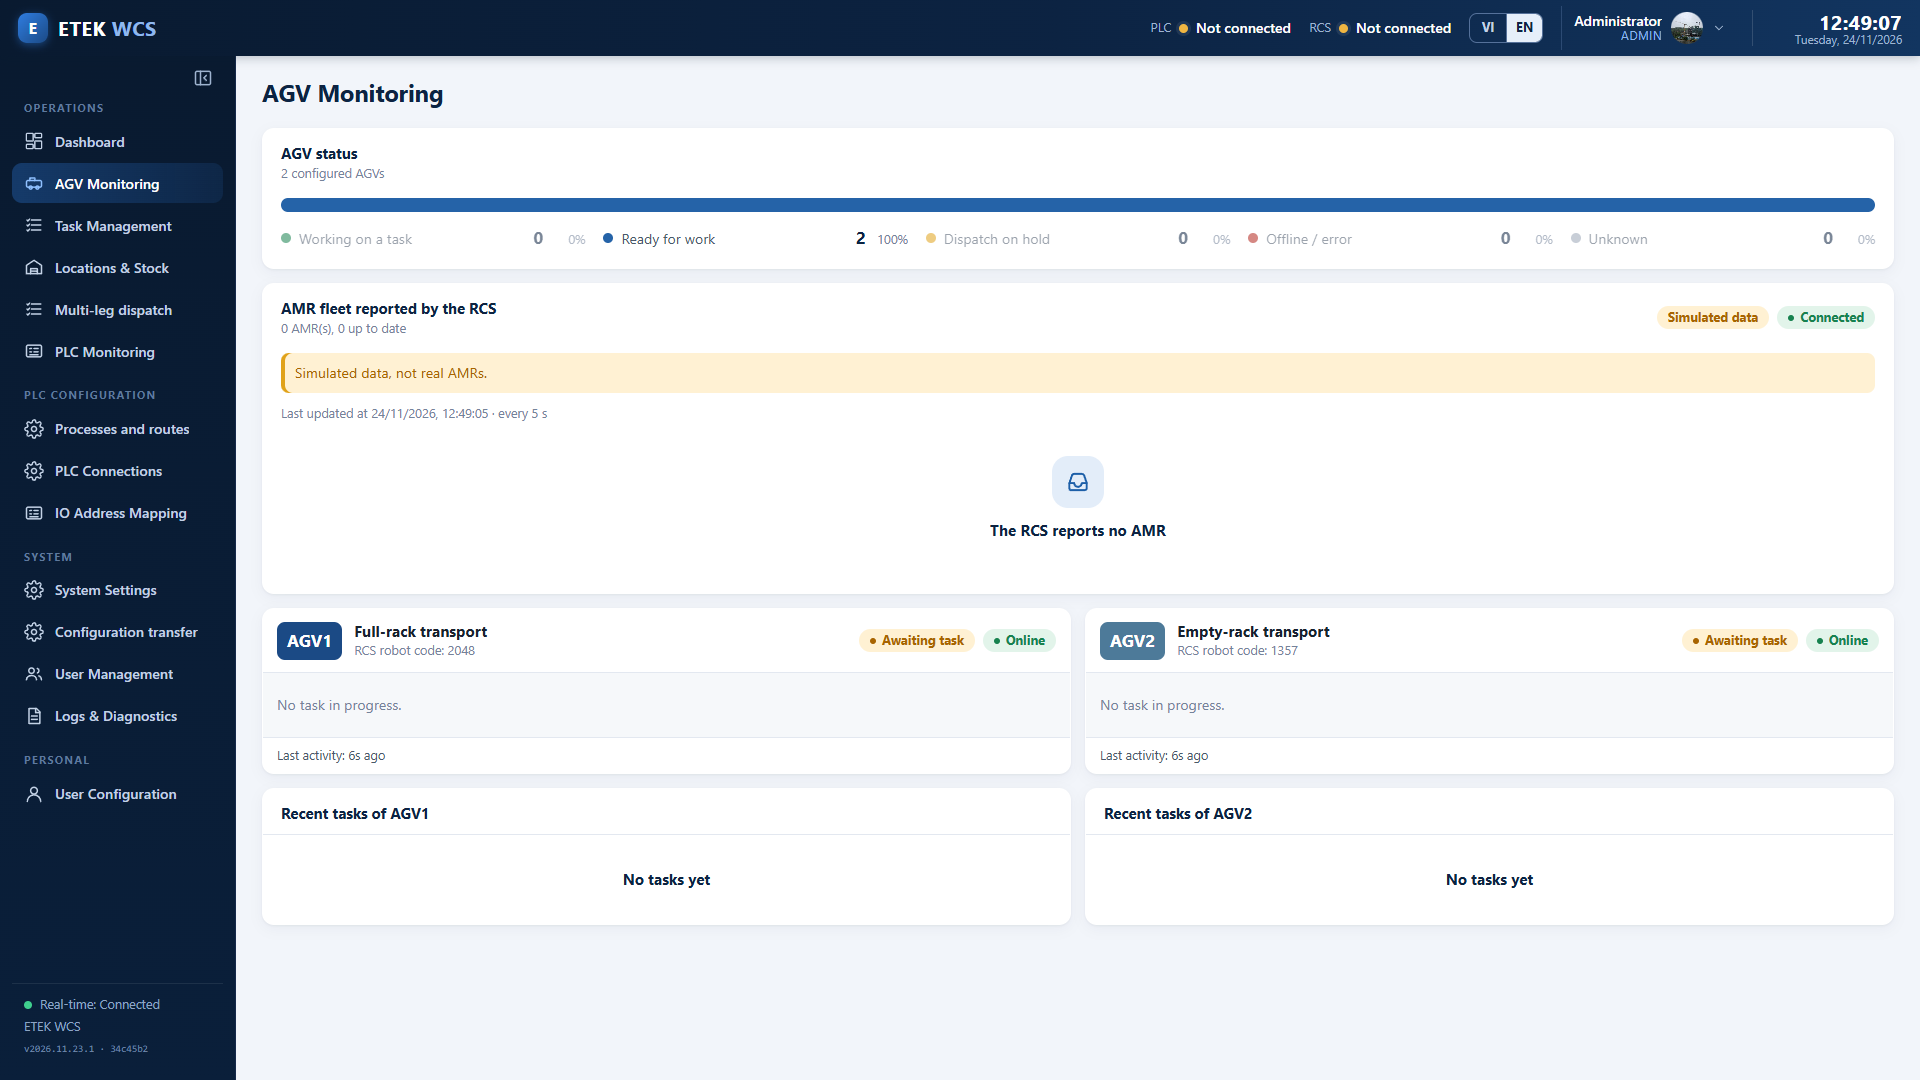 E ETEK WCS
PLC Not connected RCS Not connected VI EN Administrator ADMIN 12:49:07
Tuesday, 24/11/2026
OPERATIONS
Dashboard
AGV Monitoring
Task Management
Locations & Stock
Multi-leg dispatch
PLC Monitoring
PLC CONFIGURATION
Processes and routes
PLC Connections
IO Address Mapping
SYSTEM
System Settings
Configuration transfer
User Management
Logs & Diagnostics
PERSONAL
User Configuration
Real-time: Connected
ETEK WCS
v2026.11.23.1 · 34c45b2
AGV Monitoring
AGV status
2 configured AGVs
Working on a task 0 0% Ready for work 2 100% Dispatch on hold 0 0% Offline / error 0 0% Unknown 0 0%
AMR fleet reported by the RCS
0 AMR(s), 0 up to date
Simulated data Connected
Simulated data, not real AMRs.
Last updated at 24/11/2026, 12:49:05 · every 5 s
The RCS reports no AMR
AGV1 Full-rack transport
RCS robot code: 2048
Awaiting task Online
No task in progress.
Last activity: 6s ago
AGV2 Empty-rack transport
RCS robot code: 1357
Awaiting task Online
No task in progress.
Last activity: 6s ago
Recent tasks of AGV1
No tasks yet
Recent tasks of AGV2
No tasks yet